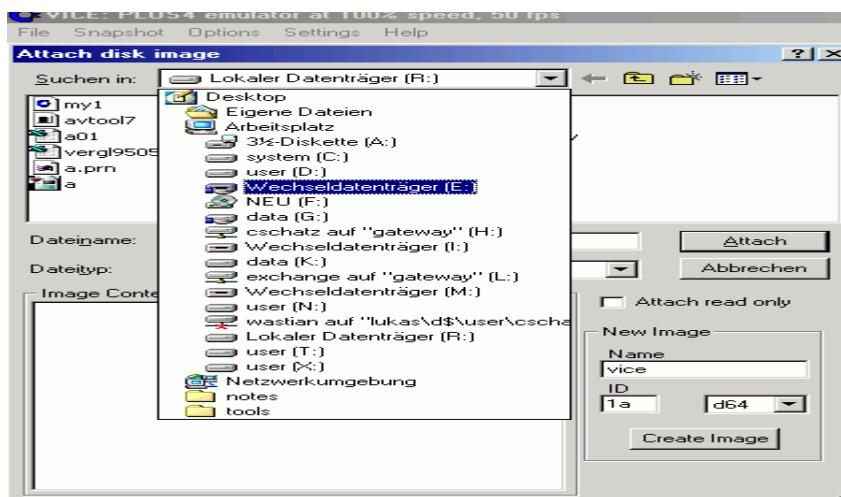 VICE: PLUS4 emulator at 100% speed, 50 fps
File Snapshot Options Settings Help
Attach disk image
Suchen in: Lokaler Datenträger (R:)
my1
avtool7
a01
vergl9505
a.prn
a
Desktop
Eigene Dateien
Arbeitsplatz
3½-Diskette (A:)
system (C:)
user (D:)
Wechseldatenträger (E:)
NEU (F:)
data (G:)
cschatz auf "gateway" (H:)
Wechseldatenträger (I:)
data (K:)
exchange auf "gateway" (L:)
Wechseldatenträger (M:)
user (N:)
wastian auf "lukas\d$\user\cscha
Lokaler Datenträger (R:)
user (T:)
user (X:)
Netzwerkumgebung
notes
tools
Dateiname:
Attach
Dateityp:
Abbrechen
Image Conte
Attach read only
New Image
Name
vice
ID
1a d64
Create Image